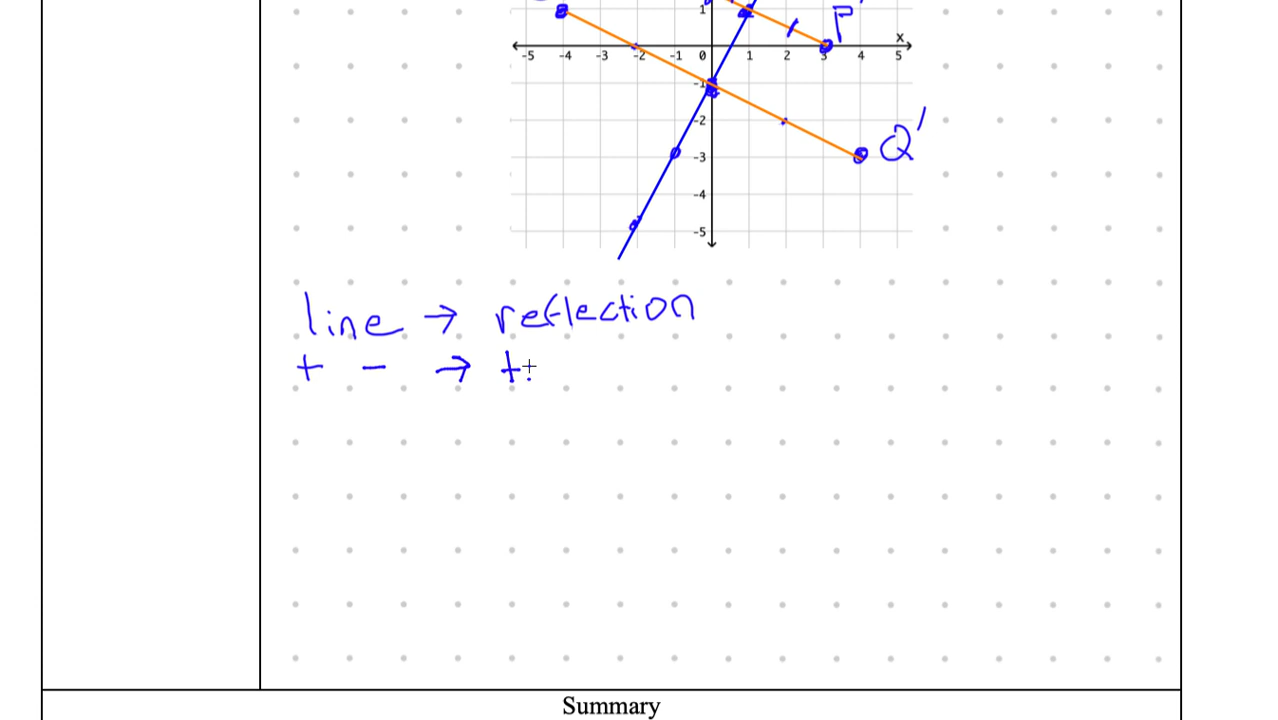 1
P'
x
-5 -4 -3 -2 -1 0 1 2 3 4 5
-1
-2
Q'
-3
-4
-5
line → reflection
+ - → t
Summary